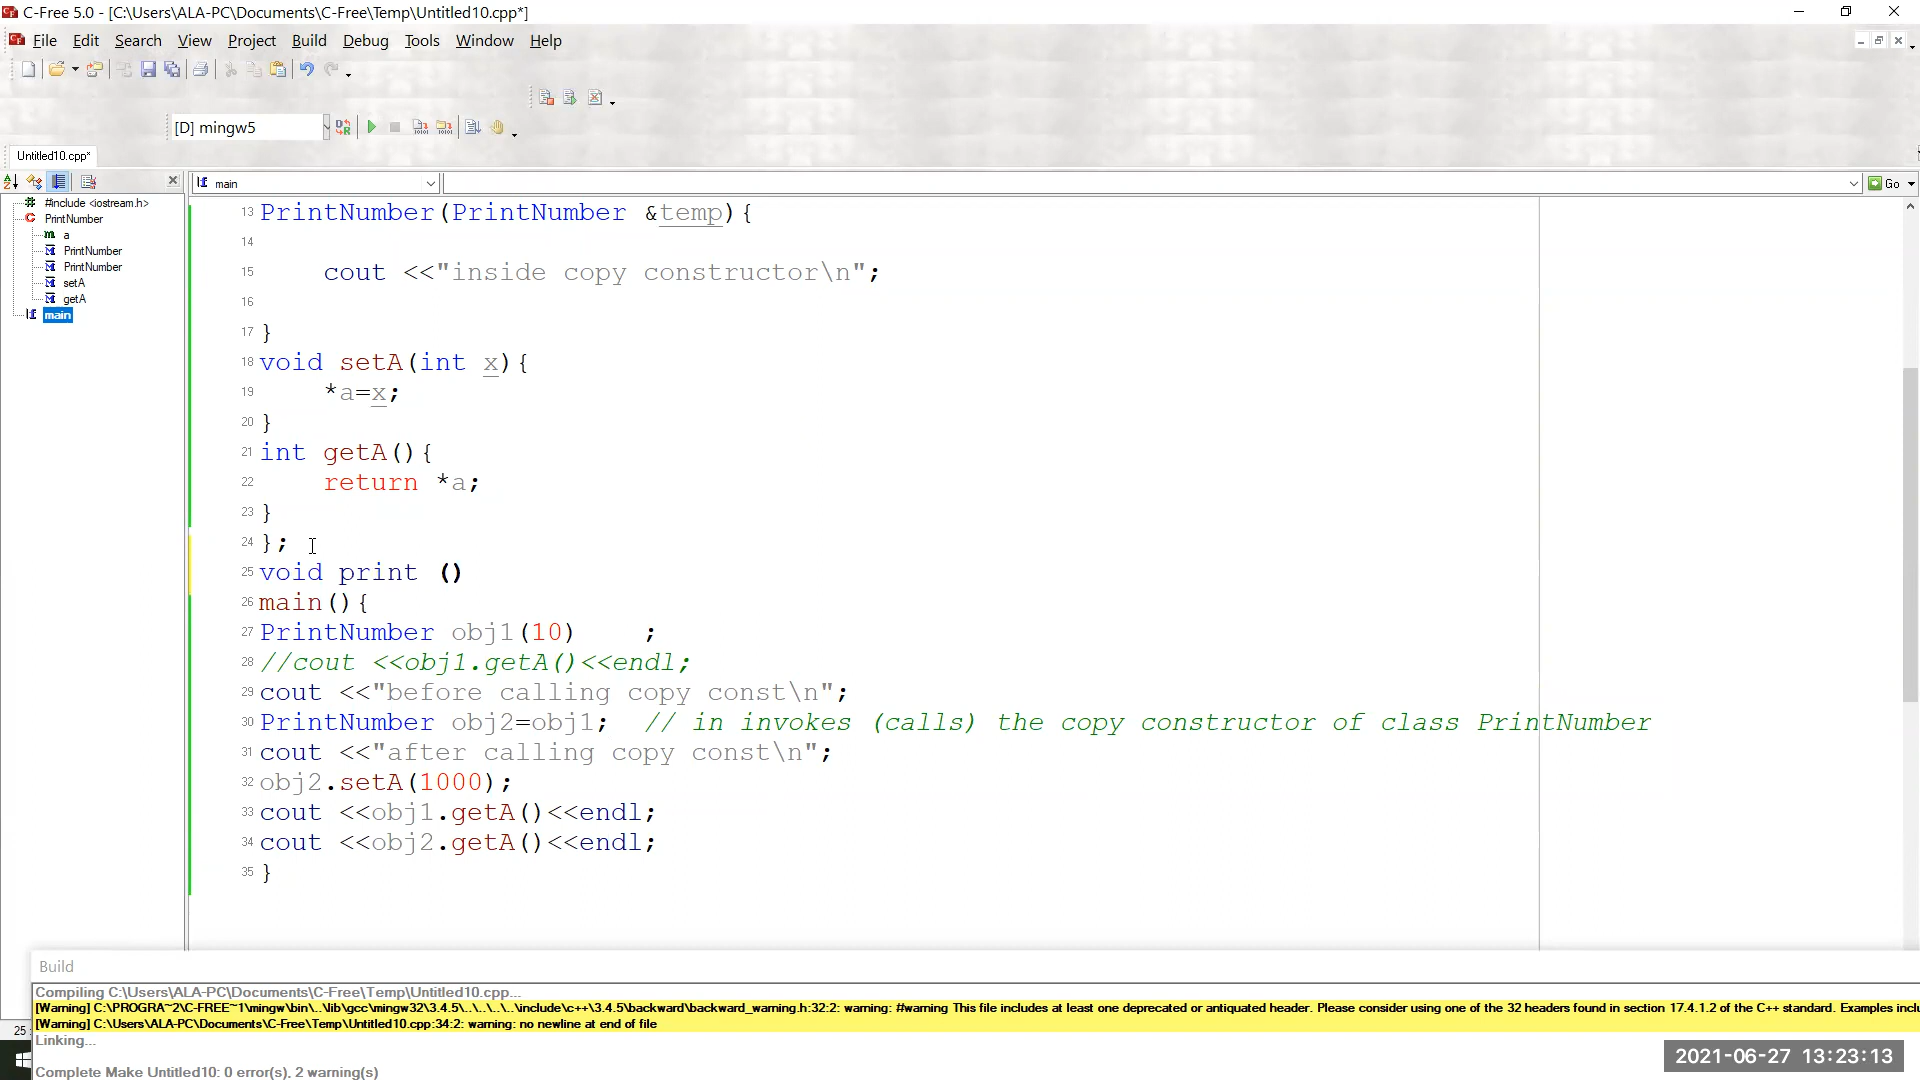 C-Free 5.0 - [C:\Users\ALA-PC\Documents\C-Free\Temp\Untitled10.cpp*]
File Edit Search View Project Build Debug Tools Window Help
[D] mingw5
Untitled10.cpp*
main
Go
#include <iostream.h>
PrintNumber
a
PrintNumber
PrintNumber
setA
getA
main
13 PrintNumber(PrintNumber &temp){
14
15 cout <<"inside copy constructor\n";
16
17 }
18 void setA(int x){
19 *a=x;
20 }
21 int getA(){
22 return *a;
23 }
24 };
25 void print ()
26 main(){
27 PrintNumber obj1(10) ;
28 //cout <<obj1.getA()<<endl;
29 cout <<"before calling copy const\n";
30 PrintNumber obj2=obj1; // in invokes (calls) the copy constructor of class PrintNumber
31 cout <<"after calling copy const\n";
32 obj2.setA(1000);
33 cout <<obj1.getA()<<endl;
34 cout <<obj2.getA()<<endl;
35 }
Build
Compiling C:\Users\ALA-PC\Documents\C-Free\Temp\Untitled10.cpp...
[Warning] C:\PROGRA~2\C-FREE~1\mingw\bin\..\lib\gcc\mingw32\3.4.5\..\..\..\..\include\c++\3.4.5\backward\backward_warning.h:32:2: warning: #warning This file includes at least one deprecated or antiquated header. Please consider using one of the 32 headers found in section 17.4.1.2 of the C++ standard. Examples inclu
[Warning] C:\Users\ALA-PC\Documents\C-Free\Temp\Untitled10.cpp:34:2: warning: no newline at end of file
25
Linking...
Complete Make Untitled10: 0 error(s), 2 warning(s)
2021-06-27 13:23:13